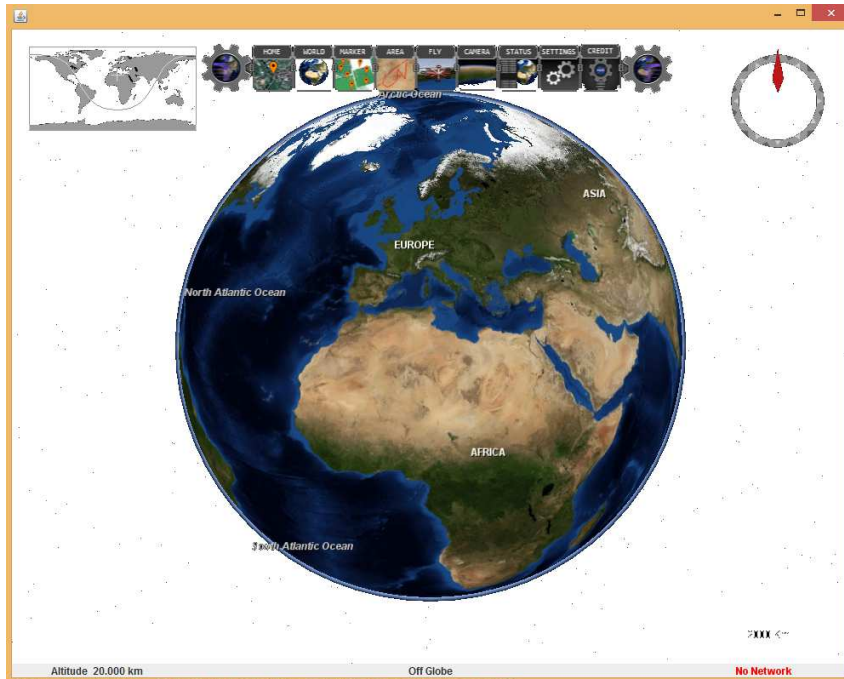 HOME WORLD MARKER AREA FLY CAMERA STATUS SETTINGS CREDIT
Arctic Ocean
ASIA
EUROPE
North Atlantic Ocean
AFRICA
South Atlantic Ocean
Altitude 20.000 km Off Globe No Network